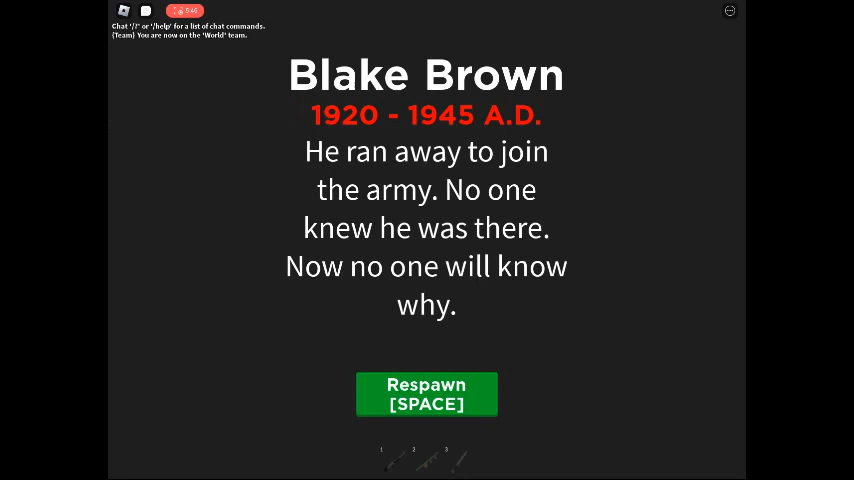 5:46
Chat '/?' or '/help' for a list of chat commands.
{Team} You are now on the 'World' team.
Blake Brown
1920 - 1945 A.D.
He ran away to join
the army. No one
knew he was there.
Now no one will know
why.
Respawn
[SPACE]
1 2 3